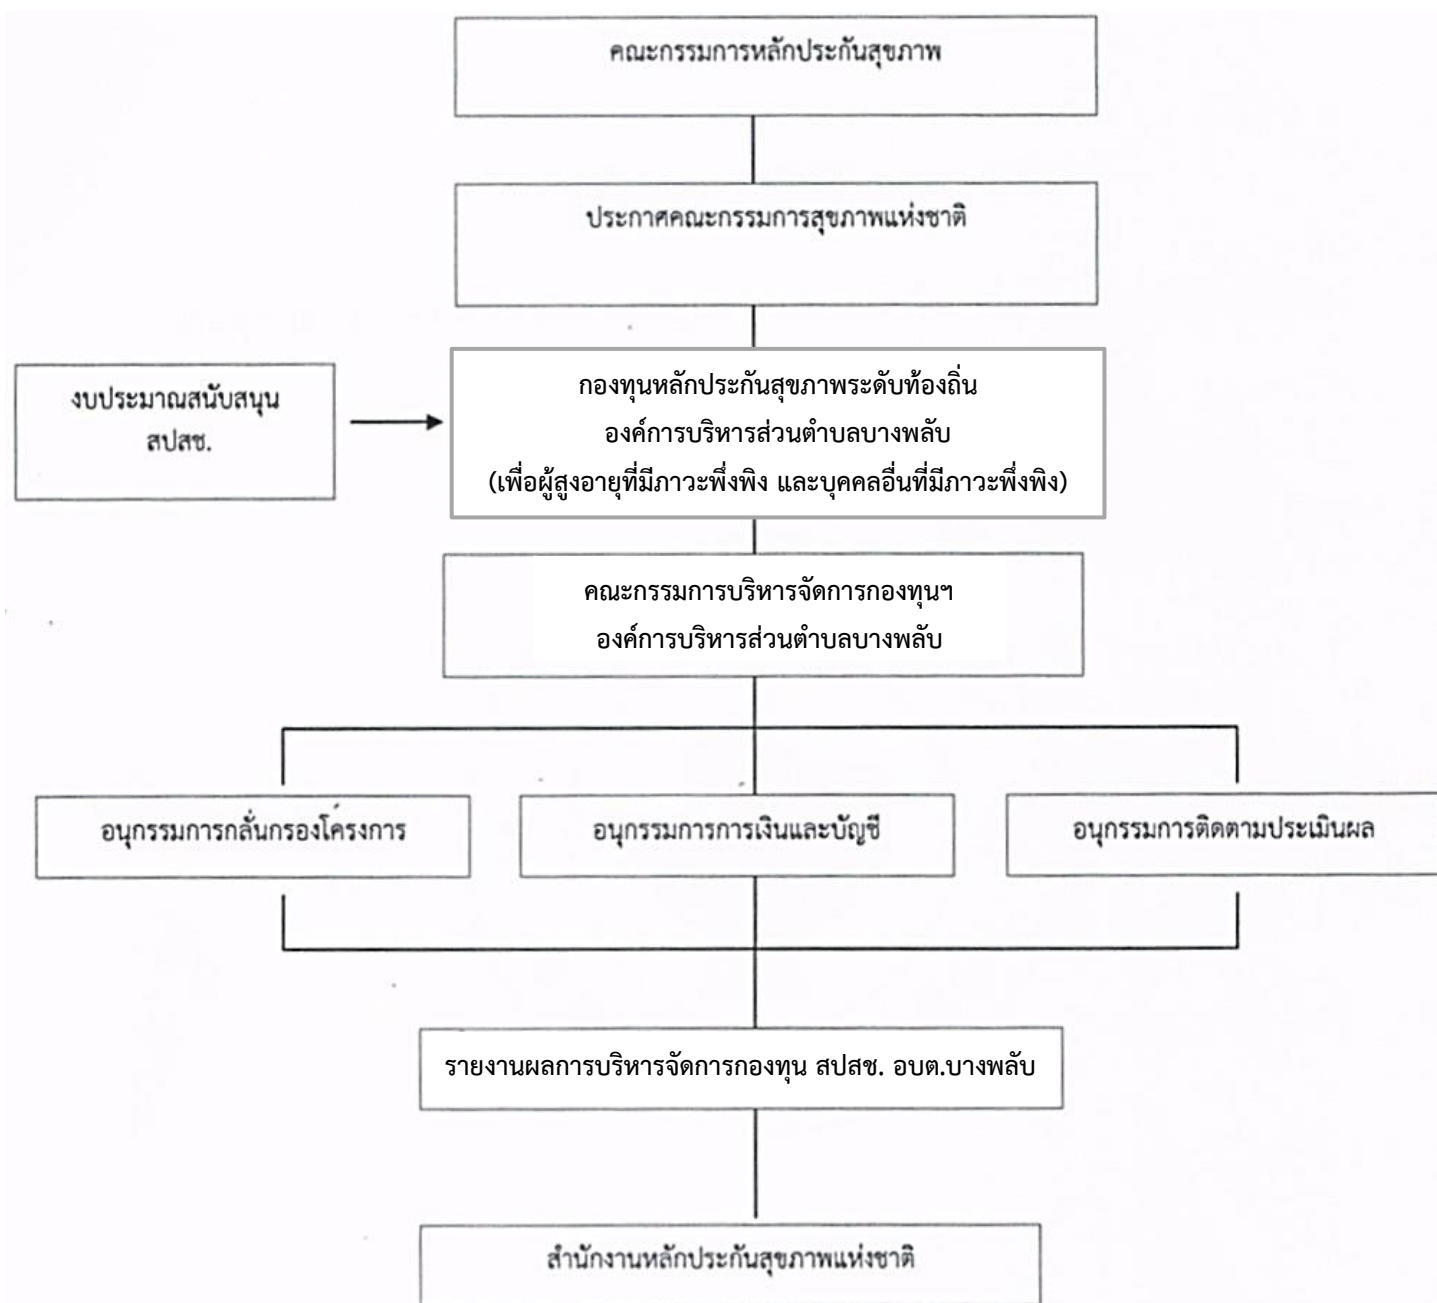 คณะกรรมการหลักประกันสุขภาพ
ประกาศคณะกรรมการสุขภาพแห่งชาติ
งบประมาณสนับสนุน
สปสช.
กองทุนหลักประกันสุขภาพระดับท้องถิ่น
องค์การบริหารส่วนตำบลบางพลับ
(เพื่อผู้สูงอายุที่มีภาวะพึ่งพิง และบุคคลอื่นที่มีภาวะพึ่งพิง)
คณะกรรมการบริหารจัดการกองทุนฯ
องค์การบริหารส่วนตำบลบางพลับ
อนุกรรมการกลั่นกรองโครงการ
อนุกรรมการการเงินและบัญชี
อนุกรรมการติดตามประเมินผล
รายงานผลการบริหารจัดการกองทุน สปสช. อบต.บางพลับ
สำนักงานหลักประกันสุขภาพแห่งชาติ